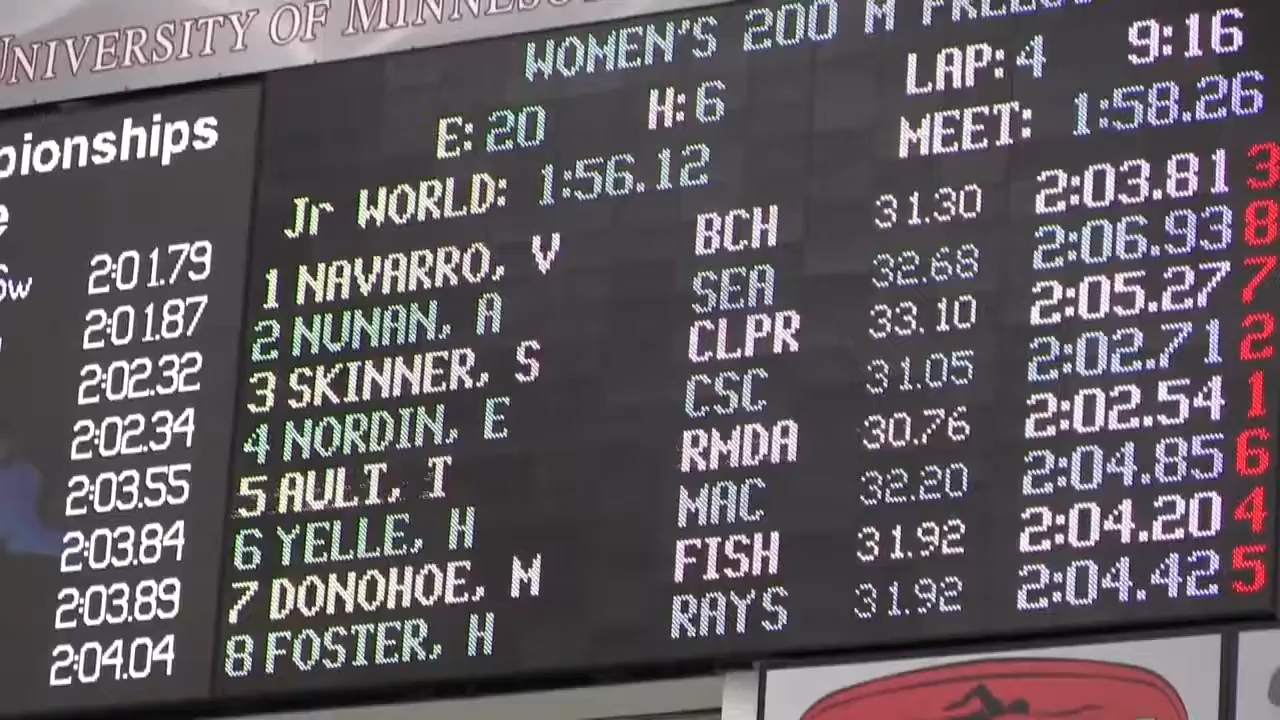 UNIVERSITY OF
WOMEN'S 200 M
E: 20 H: 6 LAP: 4 9:16
Jr WORLD: 1:56.12 MEET: 1:58.26
1 NAVARRO, V BCH 31.30 2:03.81 3
2 NUNAN, A SEA 32.68 2:06.93 8
3 SKINNER, S CLPR 33.10 2:05.27 7
4 NORDIN, E CSC 31.05 2:02.71 2
5 AULT, I RMDA 30.76 2:02.54 1
6 YELLE, H MAC 32.20 2:04.85 6
7 DONOHOE, M FISH 31.92 2:04.20 4
8 FOSTER, H RAYS 31.92 2:04.42 5
2:01.79
2:01.87
2:02.32
2:02.34
2:03.55
2:03.84
2:03.89
2:04.04